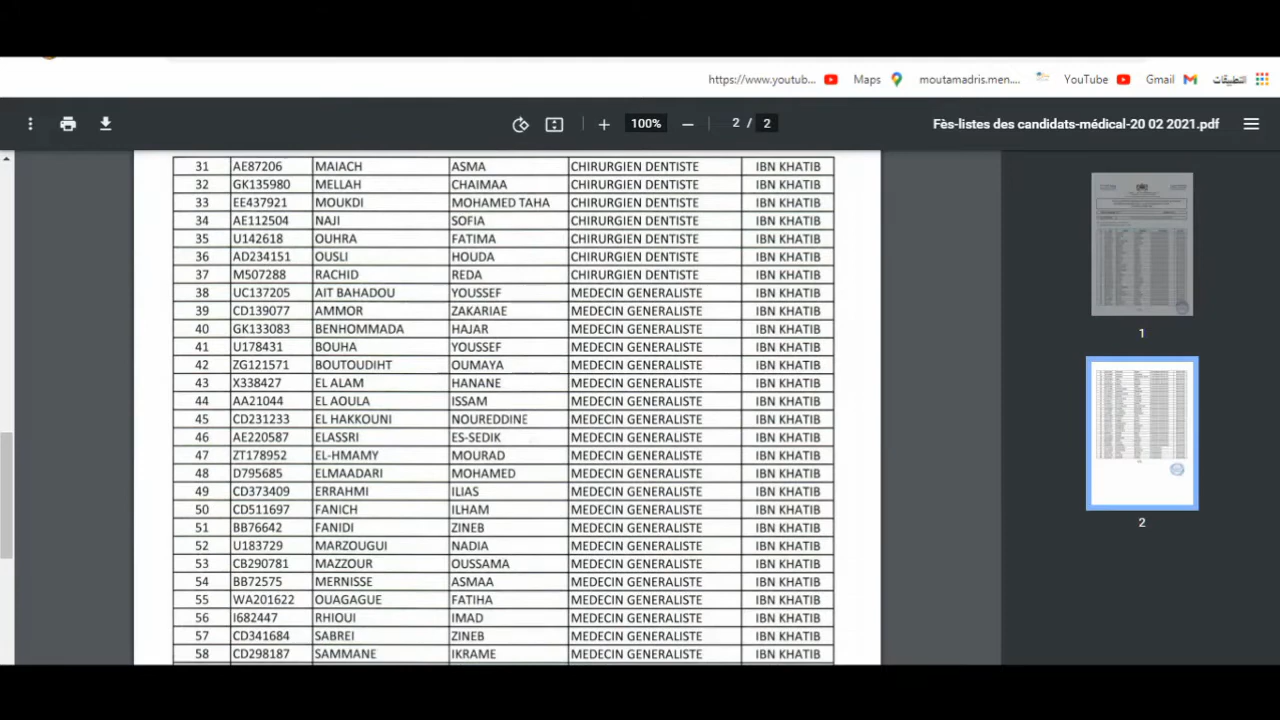 https://www.youtub... Maps moutamadris.men.... YouTube Gmail التطبيقات
100% 2 / 2 Fès-listes des candidats-médical-20 02 2021.pdf
31 AE87206 MAIACH ASMA CHIRURGIEN DENTISTE IBN KHATIB
32 GK135980 MELLAH CHAIMAA CHIRURGIEN DENTISTE IBN KHATIB
33 EE437921 MOUKDI MOHAMED TAHA CHIRURGIEN DENTISTE IBN KHATIB
34 AE112504 NAJI SOFIA CHIRURGIEN DENTISTE IBN KHATIB
35 U142618 OUHRA FATIMA CHIRURGIEN DENTISTE IBN KHATIB
36 AD234151 OUSLI HOUDA CHIRURGIEN DENTISTE IBN KHATIB
37 M507288 RACHID REDA CHIRURGIEN DENTISTE IBN KHATIB
38 UC137205 AIT BAHADOU YOUSSEF MEDECIN GENERALISTE IBN KHATIB
39 CD139077 AMMOR ZAKARIAE MEDECIN GENERALISTE IBN KHATIB
40 GK133083 BENHOMMADA HAJAR MEDECIN GENERALISTE IBN KHATIB
41 U178431 BOUHA YOUSSEF MEDECIN GENERALISTE IBN KHATIB
42 ZG121571 BOUTOUDIHT OUMAYA MEDECIN GENERALISTE IBN KHATIB
43 X338427 EL ALAM HANANE MEDECIN GENERALISTE IBN KHATIB
44 AA21044 EL AOULA ISSAM MEDECIN GENERALISTE IBN KHATIB
45 CD231233 EL HAKKOUNI NOUREDDINE MEDECIN GENERALISTE IBN KHATIB
46 AE220587 ELASSRI ES-SEDIK MEDECIN GENERALISTE IBN KHATIB
47 ZT178952 EL-HMAMY MOURAD MEDECIN GENERALISTE IBN KHATIB
48 D795685 ELMAADARI MOHAMED MEDECIN GENERALISTE IBN KHATIB
49 CD373409 ERRAHMI ILIAS MEDECIN GENERALISTE IBN KHATIB
50 CD511697 FANICH ILHAM MEDECIN GENERALISTE IBN KHATIB
51 BB76642 FANIDI ZINEB MEDECIN GENERALISTE IBN KHATIB
52 U183729 MARZOUGUI NADIA MEDECIN GENERALISTE IBN KHATIB
53 CB290781 MAZZOUR OUSSAMA MEDECIN GENERALISTE IBN KHATIB
54 BB72575 MERNISSE ASMAA MEDECIN GENERALISTE IBN KHATIB
55 WA201622 OUAGAGUE FATIHA MEDECIN GENERALISTE IBN KHATIB
56 I682447 RHIOUI IMAD MEDECIN GENERALISTE IBN KHATIB
57 CD341684 SABREI ZINEB MEDECIN GENERALISTE IBN KHATIB
58 CD298187 SAMMANE IKRAME MEDECIN GENERALISTE IBN KHATIB
1
2